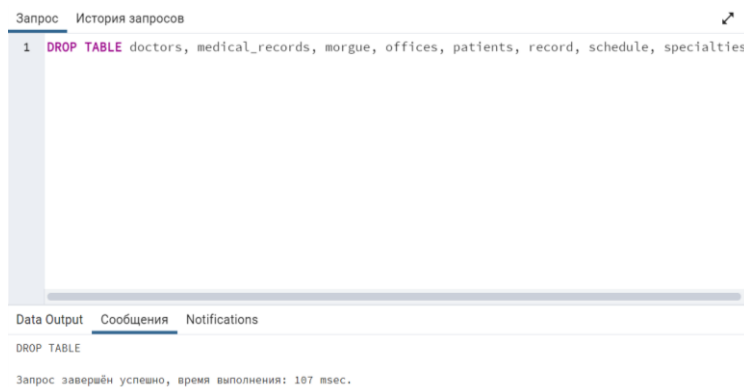 Запрос История запросов
1 DROP TABLE doctors, medical_records, morgue, offices, patients, record, schedule, specialties
Data Output Сообщения Notifications
DROP TABLE
Запрос завершён успешно, время выполнения: 107 msec.